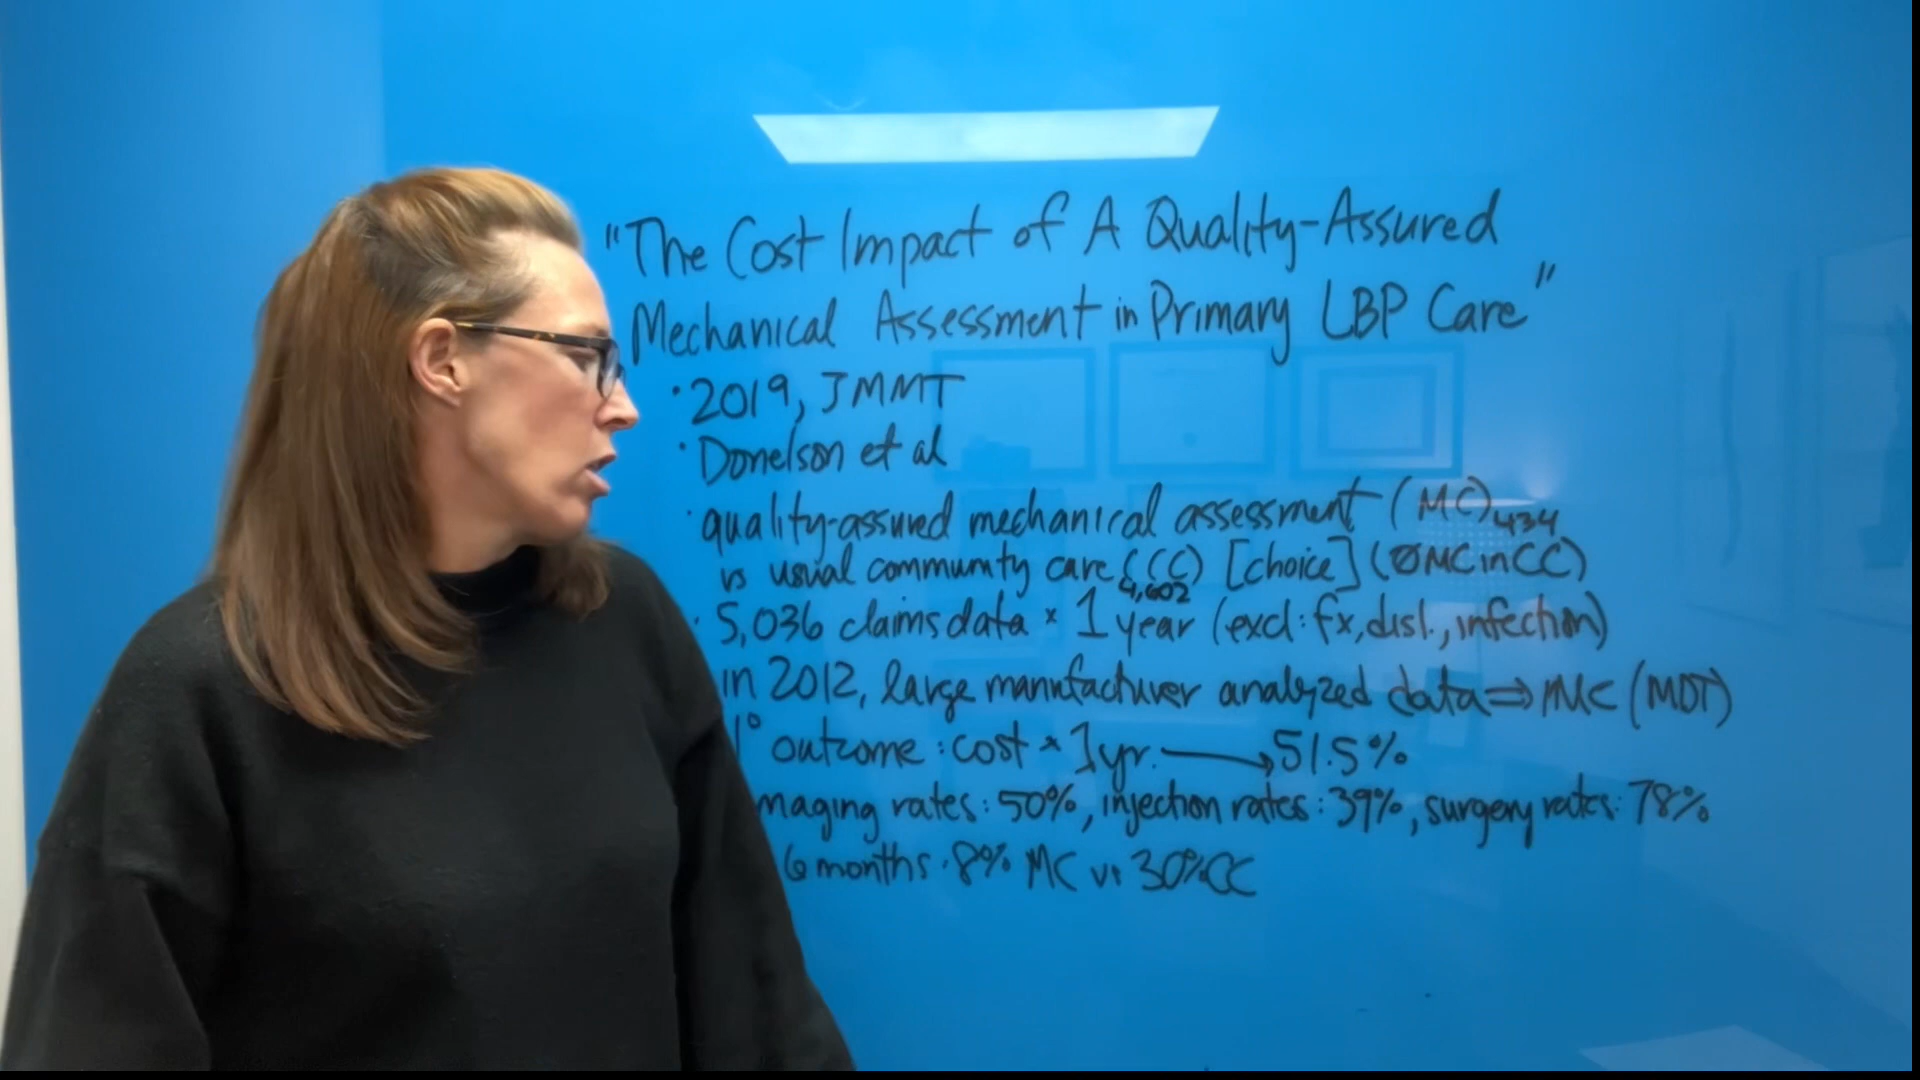 "The Cost Impact of A Quality-Assured
Mechanical Assessment in Primary LBP Care"
• 2019, JMMT
• Donelson et al
• quality-assured mechanical assessment (MC) 434
vs usual community care (CC) [choice] (ØMC in CC)
4,602
• 5,036 claims data × 1 year (excl: fx, disl., infection)
in 2012, large manufacturer analyzed data ⇒ MC (MDT)
1° outcome: cost × 1yr. → 51.5%
maging rates: 50%, injection rates: 39%, surgery rates: 78%
6 months · 8% MC vs 30% CC